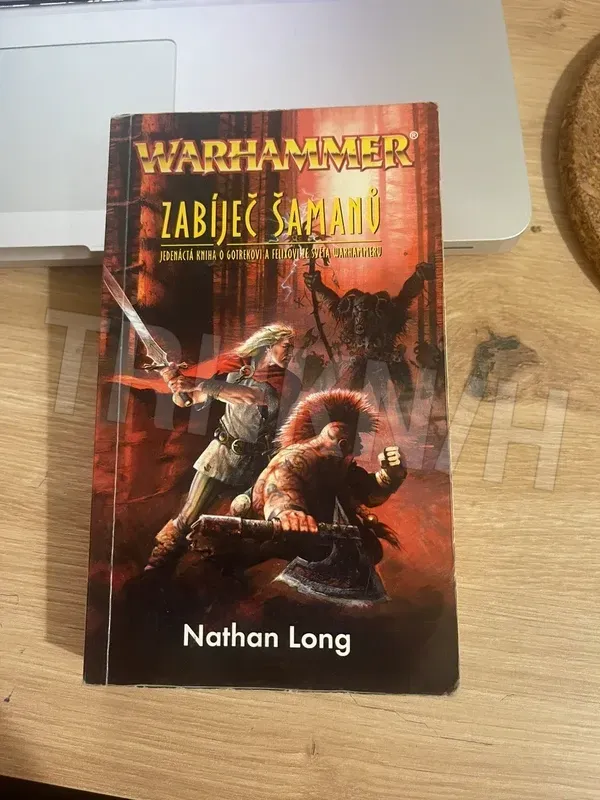 WARHAMMER®
ZABÍJEČ ŠAMANŮ
JEDENÁCTÁ KNIHA O GOTREKOVI A FELIXOVI ZE SVĚTA WARHAMMERU
Nathan Long